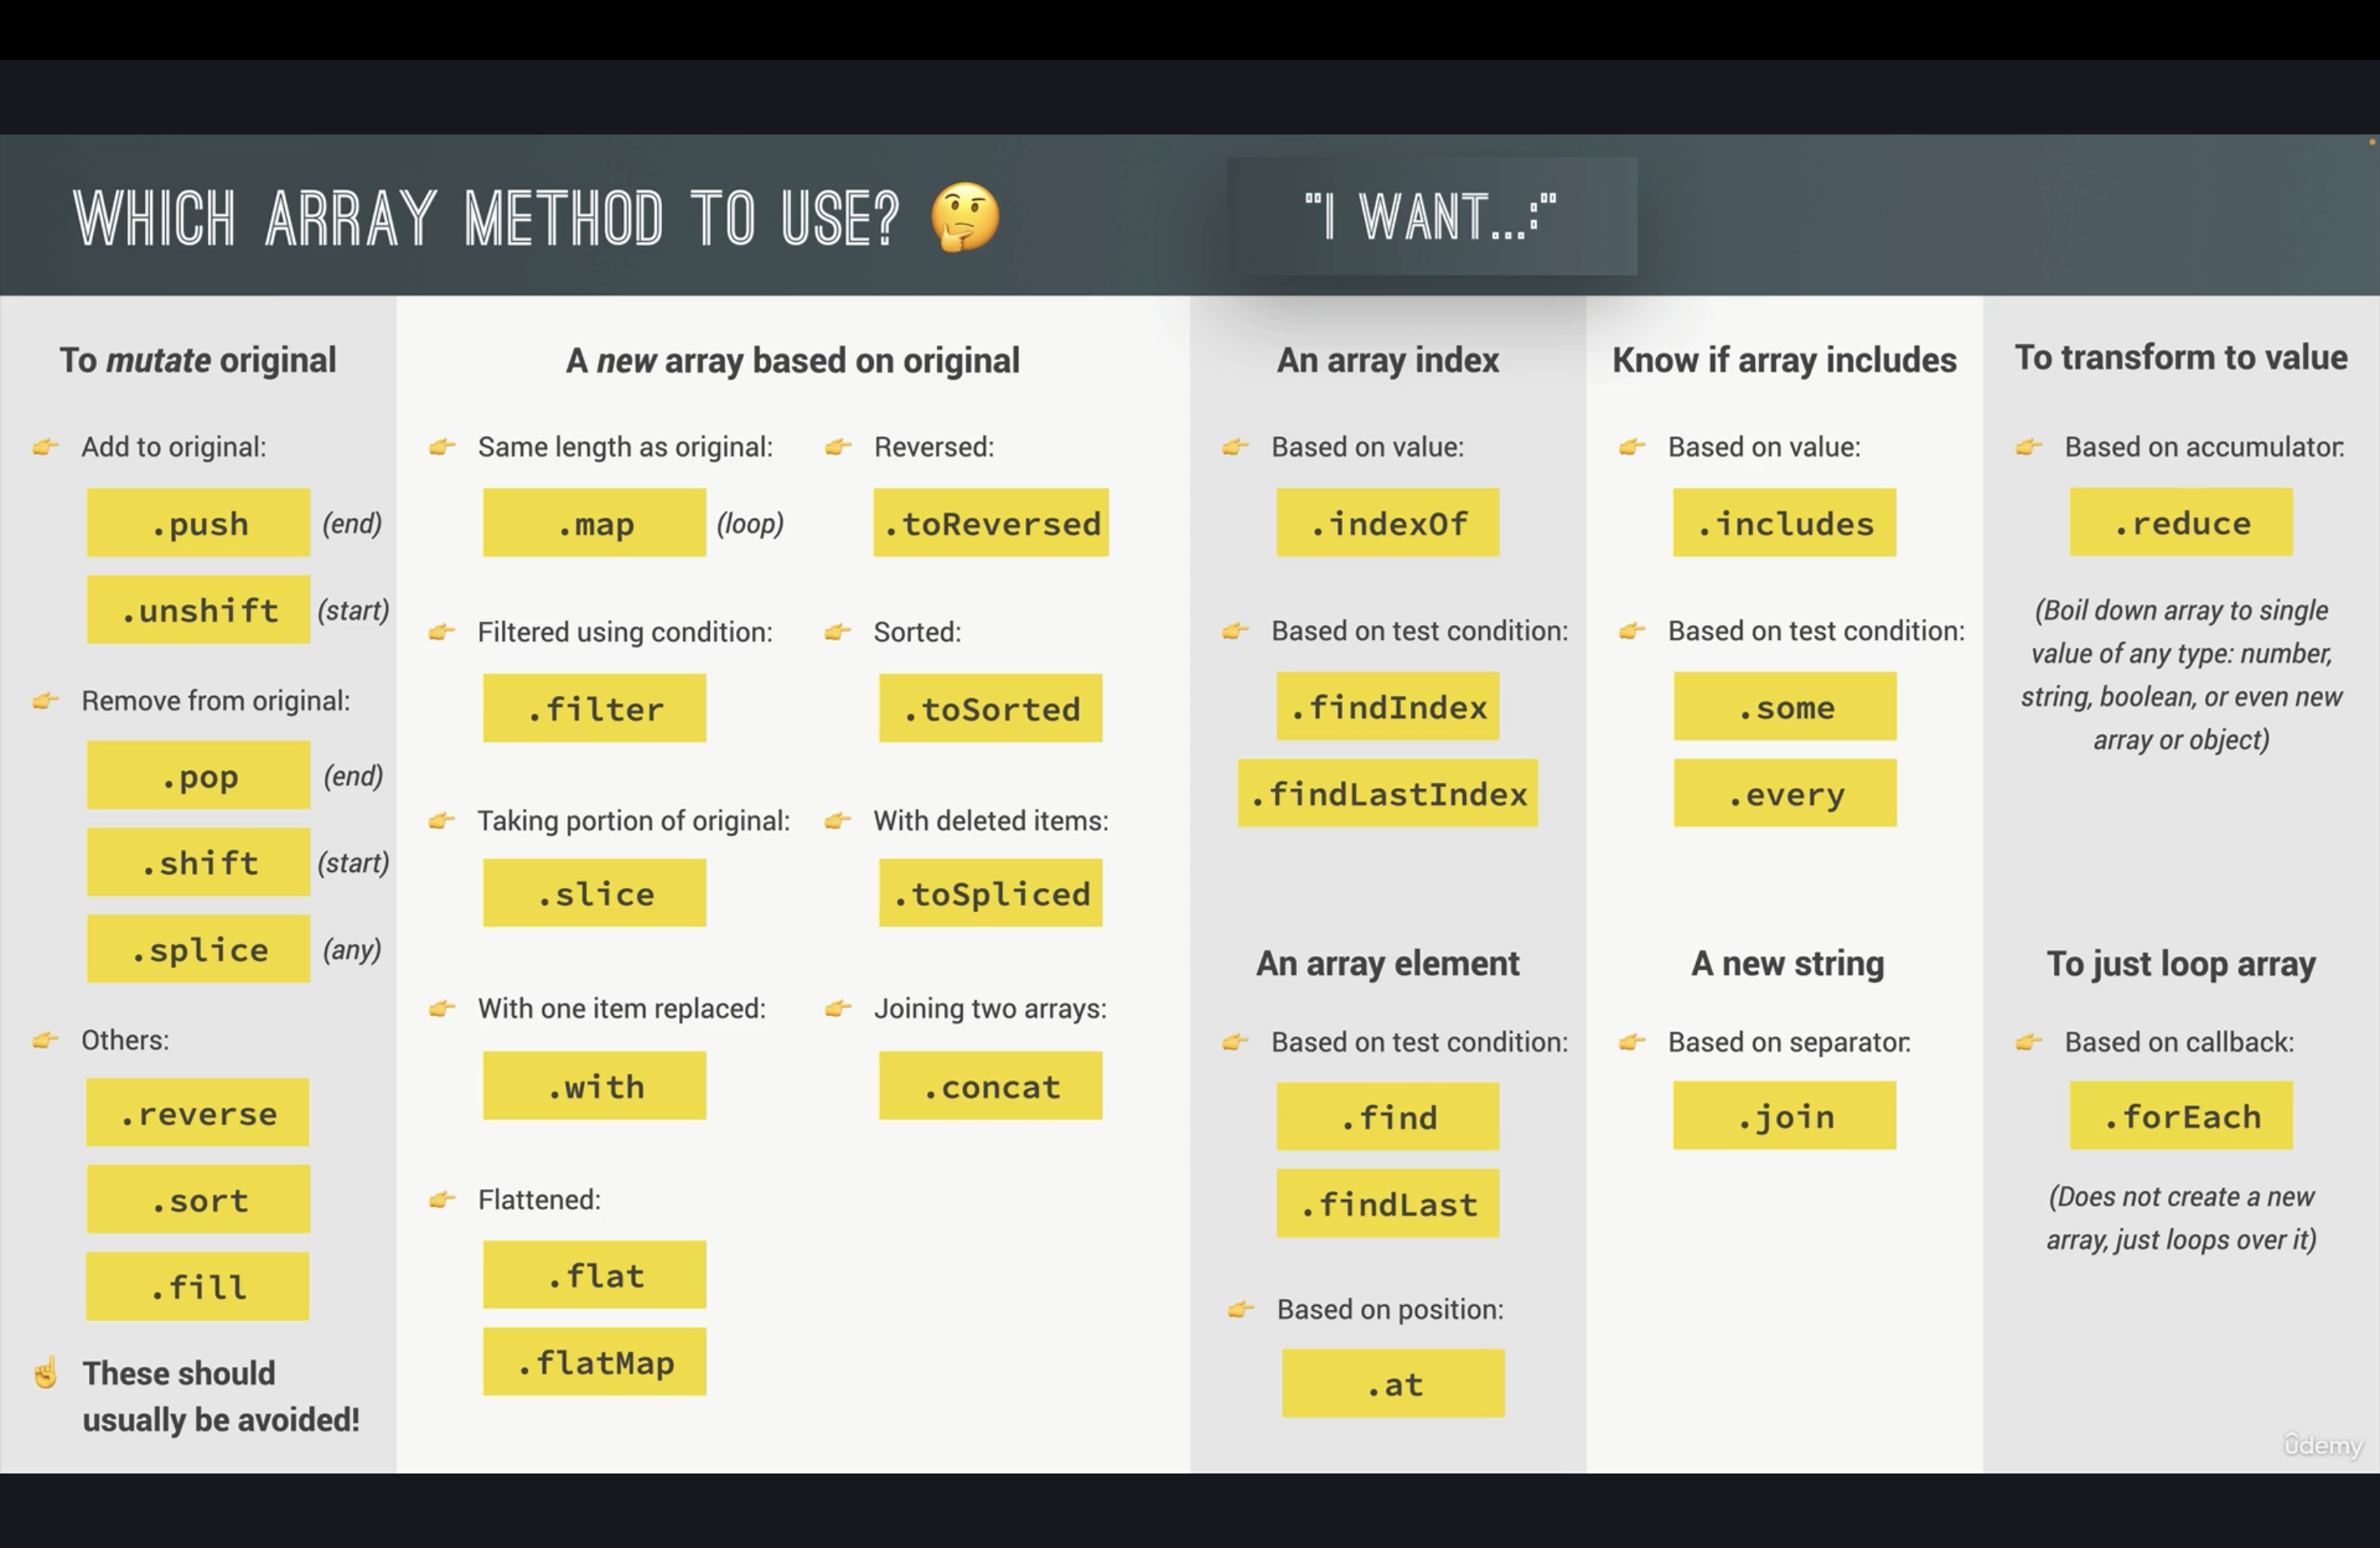 WHICH ARRAY METHOD TO USE? 🤔
"I WANT...:"
To mutate original
👉 Add to original:
.push (end)
.unshift (start)
👉 Remove from original:
.pop (end)
.shift (start)
.splice (any)
👉 Others:
.reverse
.sort
.fill
☝️ These should
usually be avoided!
A new array based on original
👉 Same length as original:
.map (loop)
👉 Filtered using condition:
.filter
👉 Taking portion of original:
.slice
👉 With one item replaced:
.with
👉 Flattened:
.flat
.flatMap
👉 Reversed:
.toReversed
👉 Sorted:
.toSorted
👉 With deleted items:
.toSpliced
👉 Joining two arrays:
.concat
An array index
👉 Based on value:
.indexOf
👉 Based on test condition:
.findIndex
.findLastIndex
An array element
👉 Based on test condition:
.find
.findLast
👉 Based on position:
.at
Know if array includes
👉 Based on value:
.includes
👉 Based on test condition:
.some
.every
A new string
👉 Based on separator:
.join
To transform to value
👉 Based on accumulator:
.reduce
(Boil down array to single
value of any type: number,
string, boolean, or even new
array or object)
To just loop array
👉 Based on callback:
.forEach
(Does not create a new
array, just loops over it)
ûdemy